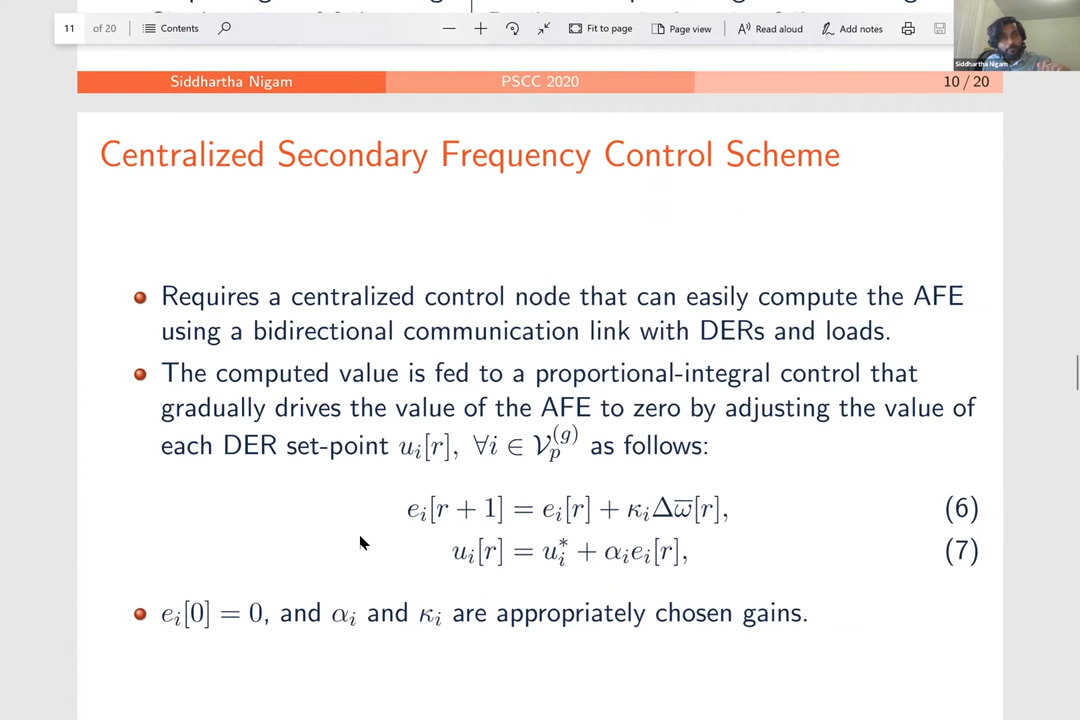 11 of 20 Contents Fit to page Page view Read aloud Add notes
Siddhartha Nigam
Siddhartha Nigam PSCC 2020 10 / 20
Centralized Secondary Frequency Control Scheme
Requires a centralized control node that can easily compute the AFE
using a bidirectional communication link with DERs and loads.
The computed value is fed to a proportional-integral control that
gradually drives the value of the AFE to zero by adjusting the value of
each DER set-point u_i[r], ∀i ∈ 𝒱_p^(g) as follows:
e_i[r + 1] = e_i[r] + κ_iΔω̅[r], (6)
u_i[r] = u_i^* + α_ie_i[r], (7)
e_i[0] = 0, and α_i and κ_i are appropriately chosen gains.